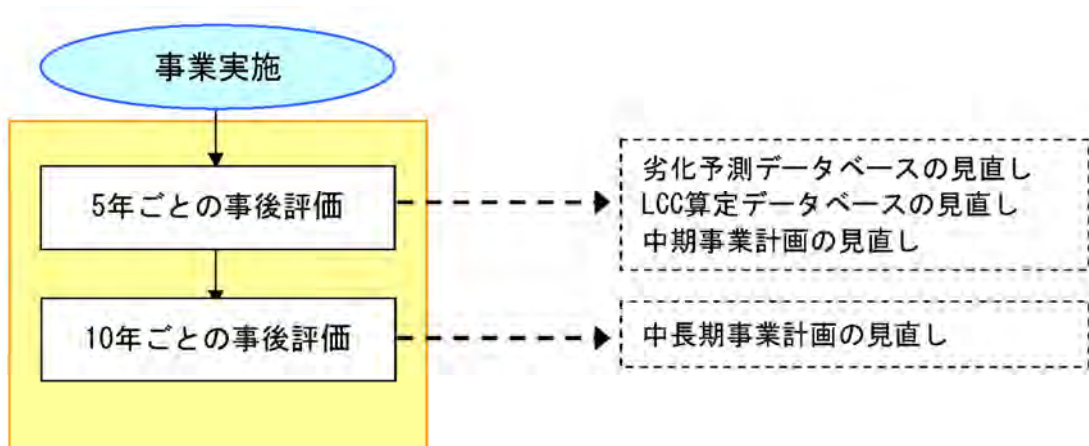 事業実施
5年ごとの事後評価
劣化予測データベースの見直し
LCC算定データベースの見直し
中期事業計画の見直し
10年ごとの事後評価
中長期事業計画の見直し